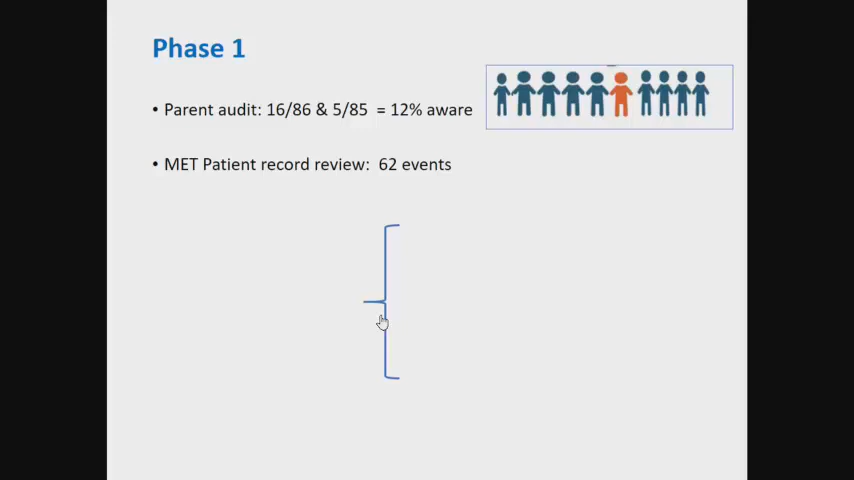 Phase 1
• Parent audit: 16/86 & 5/85 = 12% aware
• MET Patient record review: 62 events